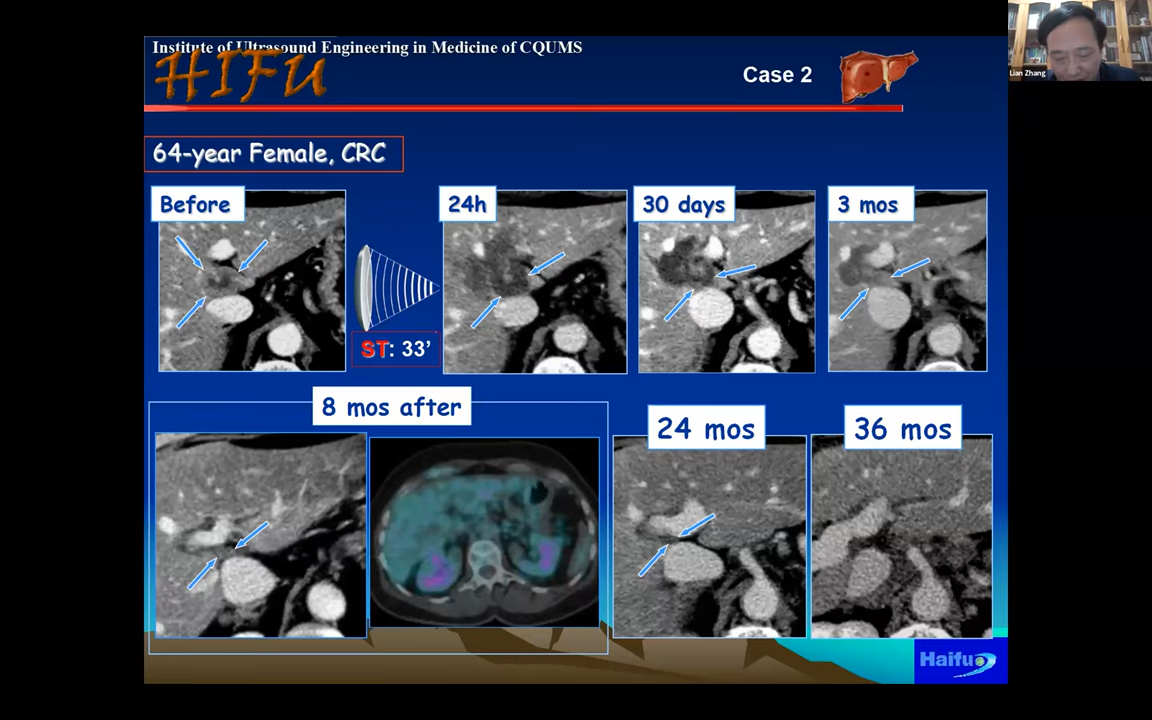 Institute of Ultrasound Engineering in Medicine of CQUMS
HIFU
Case 2
Lian Zhang
64-year Female, CRC
Before
24h
30 days
3 mos
ST: 33’
8 mos after
24 mos
36 mos
Haifu